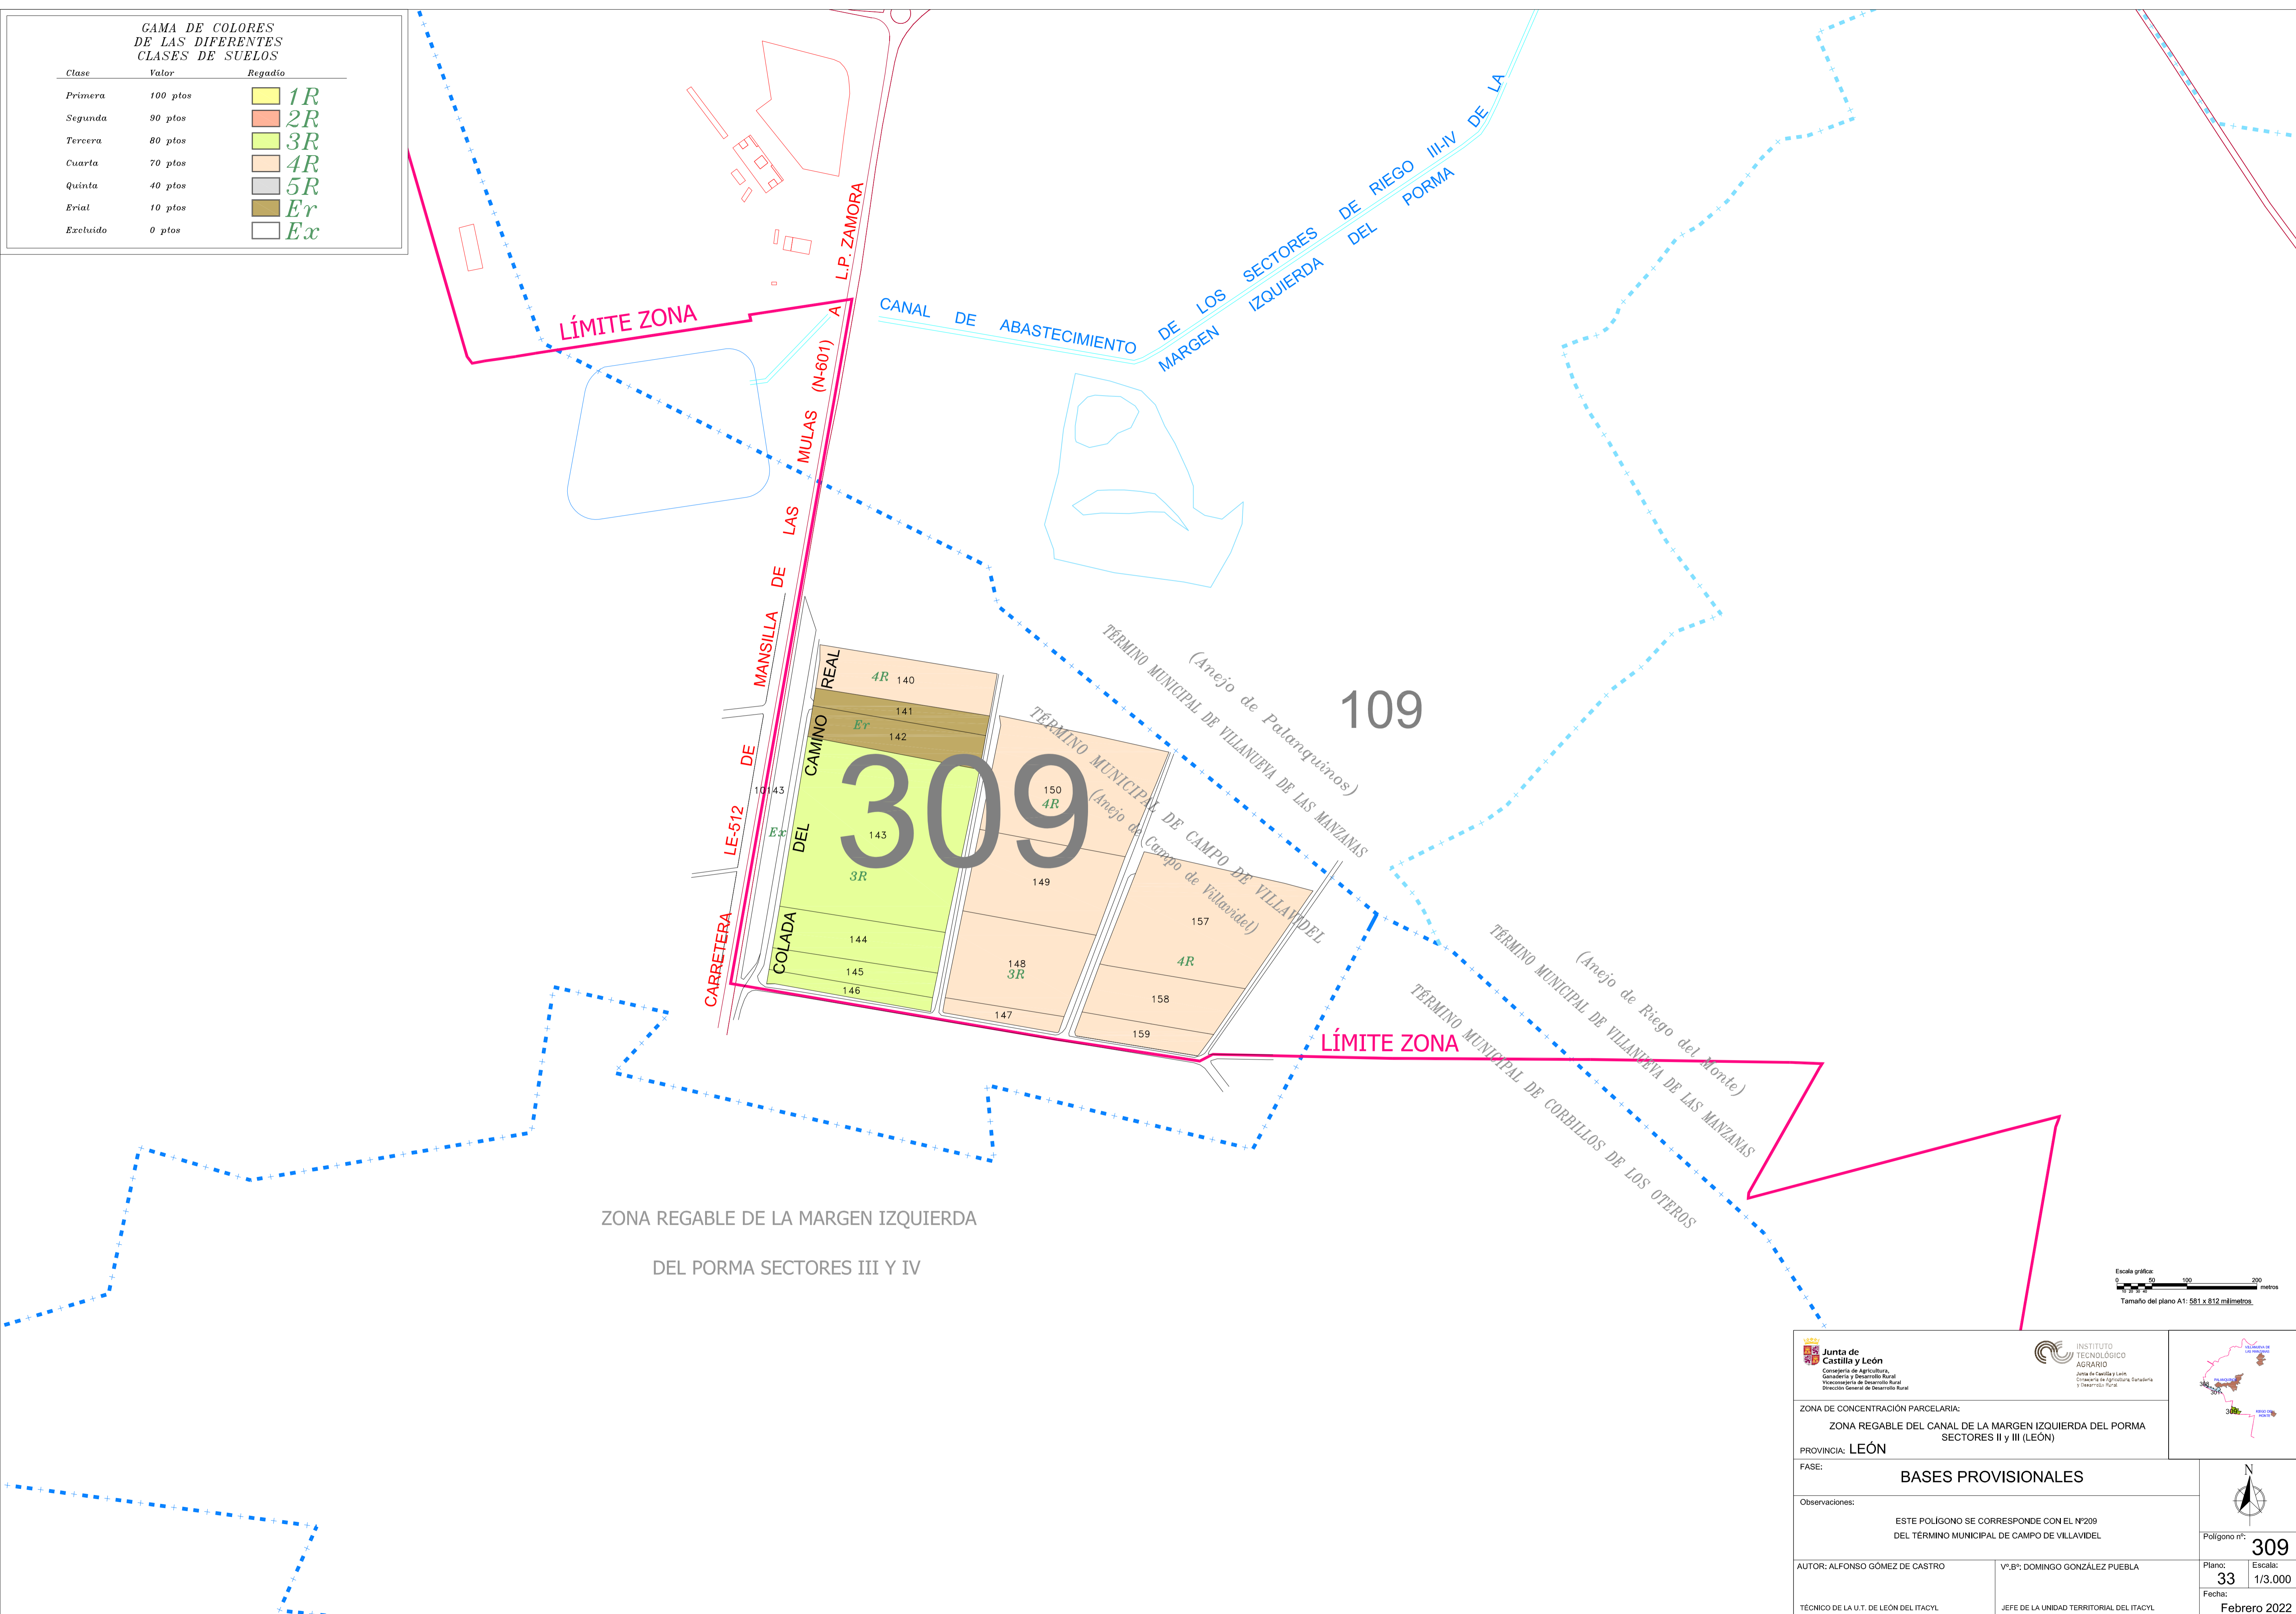 GAMA DE COLORES
DE LAS DIFERENTES
CLASES DE SUELOS
Clase Valor Regadío
Primera 100 ptos 1R
Segunda 90 ptos 2R
Tercera 80 ptos 3R
Cuarta 70 ptos 4R
Quinta 40 ptos 5R
Erial 10 ptos Er
Excluido 0 ptos Ex
LÍMITE ZONA
CARRETERA LE-512 DE MANSILLA DE LAS MULAS (N-601) A L.P. ZAMORA
CANAL DE ABASTECIMIENTO DE LOS SECTORES DE RIEGO III-IV DE LA
MARGEN IZQUIERDA DEL PORMA
COLADA DEL CAMINO REAL
4R 140
141
Er
142
309
10143
Ex
143
3R
144
145
146
150
4R
149
148
3R
147
157
4R
158
159
109
(Anejo de Palanquinos)
TÉRMINO MUNICIPAL DE VILLANUEVA DE LAS MANZANAS
TÉRMINO MUNICIPAL DE CAMPO DE VILLAVIDEL
(Anejo de Campo de Villavidel)
(Anejo de Riego del Monte)
TÉRMINO MUNICIPAL DE VILLANUEVA DE LAS MANZANAS
TÉRMINO MUNICIPAL DE CORBILLOS DE LOS OTEROS
LÍMITE ZONA
ZONA REGABLE DE LA MARGEN IZQUIERDA
DEL PORMA SECTORES III Y IV
Escala gráfica:
0 50 100 200
metros
10 20 30 40
Tamaño del plano A1: 581 x 812 milímetros
Junta de
Castilla y León
Consejería de Agricultura,
Ganadería y Desarrollo Rural
Viceconsejería de Desarrollo Rural
Dirección General de Desarrollo Rural
INSTITUTO
TECNOLÓGICO
AGRARIO
Junta de Castilla y León
Consejería de Agricultura, Ganadería
y Desarrollo Rural
VILLANUEVA DE
LAS MANZANAS
309
RIEGO DEL
MONTE
ZONA DE CONCENTRACIÓN PARCELARIA:
ZONA REGABLE DEL CANAL DE LA MARGEN IZQUIERDA DEL PORMA
SECTORES II y III (LEÓN)
PROVINCIA: LEÓN
FASE:
BASES PROVISIONALES
N
Observaciones:
ESTE POLÍGONO SE CORRESPONDE CON EL Nº209
DEL TÉRMINO MUNICIPAL DE CAMPO DE VILLAVIDEL
Polígono nº:
309
AUTOR: ALFONSO GÓMEZ DE CASTRO
Vº.Bº: DOMINGO GONZÁLEZ PUEBLA
Plano: Escala:
33 1/3.000
Fecha:
Febrero 2022
TÉCNICO DE LA U.T. DE LEÓN DEL ITACYL
JEFE DE LA UNIDAD TERRITORIAL DEL ITACYL